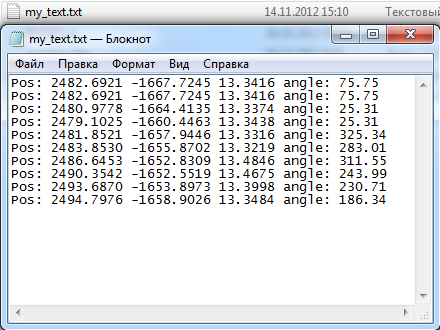 my_text.txt 14.11.2012 15:10 Текстовый
my_text.txt — Блокнот
Файл Правка Формат Вид Справка
Pos: 2482.6921 -1667.7245 13.3416 angle: 75.75
Pos: 2482.6921 -1667.7245 13.3416 angle: 75.75
Pos: 2480.9778 -1664.4135 13.3374 angle: 25.31
Pos: 2479.1025 -1660.4463 13.3438 angle: 25.31
Pos: 2481.8521 -1657.9446 13.3316 angle: 325.34
Pos: 2483.8530 -1655.8702 13.3219 angle: 283.01
Pos: 2486.6453 -1652.8309 13.4846 angle: 311.55
Pos: 2490.3542 -1652.5519 13.4675 angle: 243.99
Pos: 2493.6870 -1653.8973 13.3998 angle: 230.71
Pos: 2494.7976 -1658.9026 13.3484 angle: 186.34